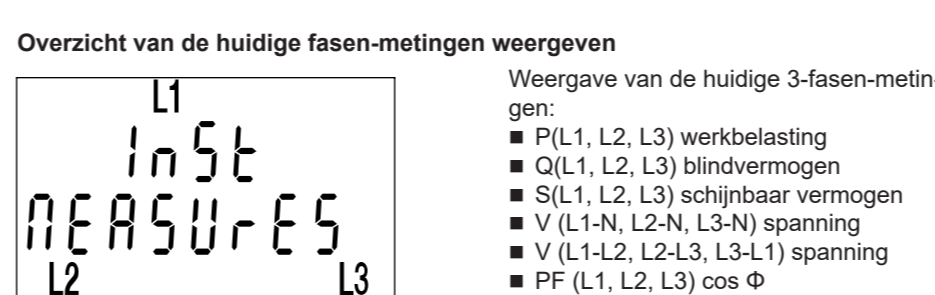 Overzicht van de huidige fasen-metingen weergeven
L1
InSt
MEASUrES
L2 L3
Weergave van de huidige 3-fasen-metin-
gen:
■ P(L1, L2, L3) werkbelasting
■ Q(L1, L2, L3) blindvermogen
■ S(L1, L2, L3) schijnbaar vermogen
■ V (L1-N, L2-N, L3-N) spanning
■ V (L1-L2, L2-L3, L3-L1) spanning
■ PF (L1, L2, L3) cos Φ